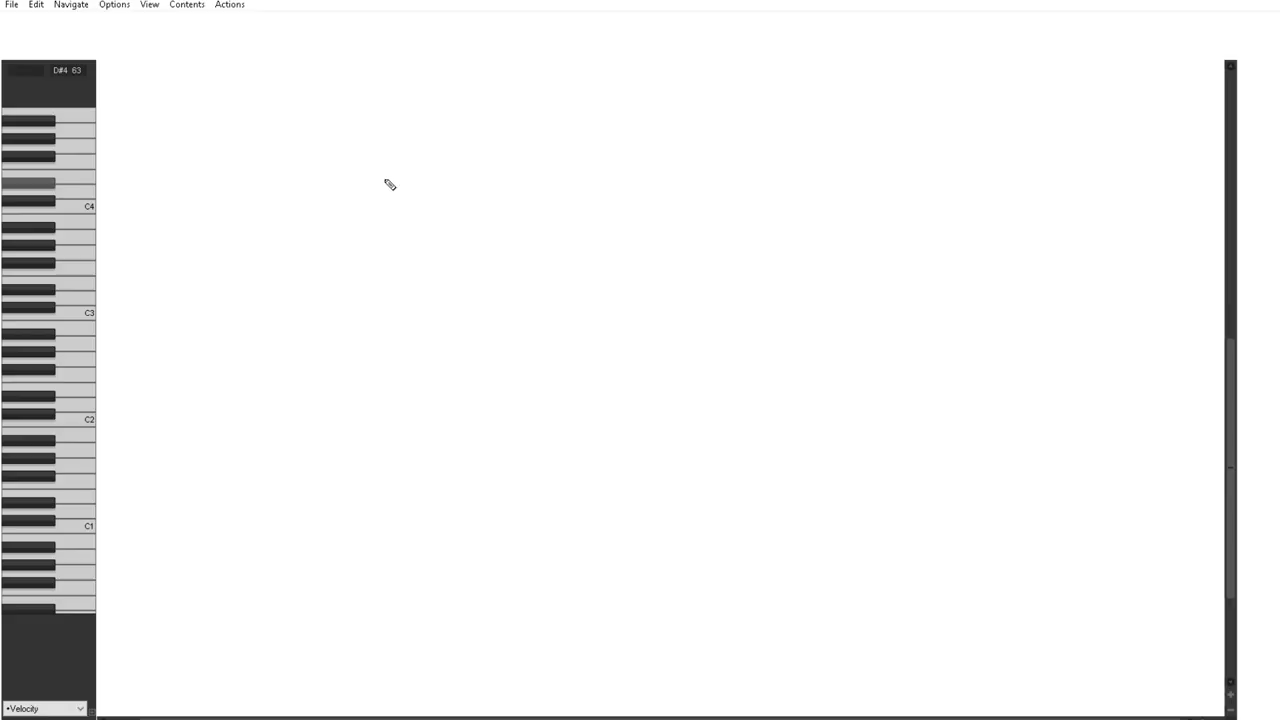 File Edit Navigate Options View Contents Actions
D#4 63
C4
C3
C2
C1
•Velocity